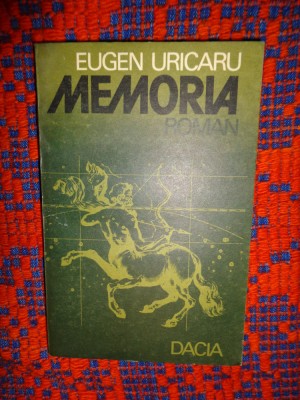 EUGEN URICARU
MEMORIA
ROMAN
DACIA